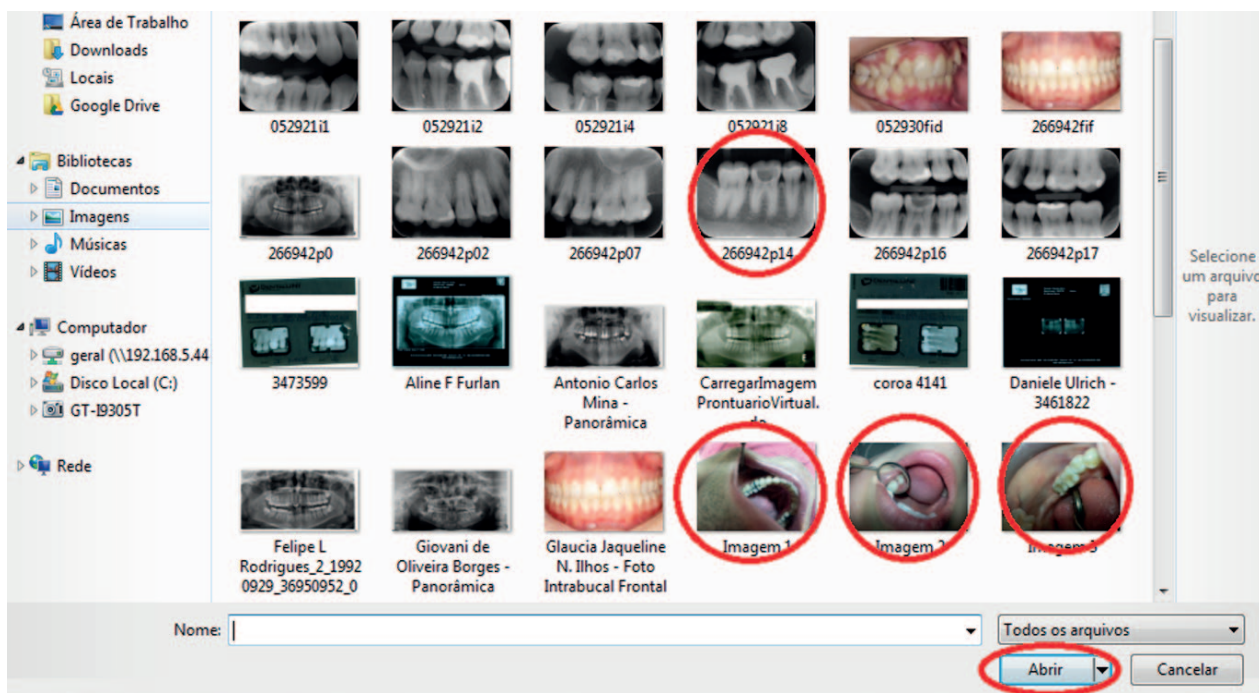 Área de Trabalho
Downloads
Locais
Google Drive
Bibliotecas
Documentos
Imagens
Músicas
Vídeos
Computador
geral (\\192.168.5.44
Disco Local (C:)
GT-I9305T
Rede
052921i1
052921i2
052921i4
052921i8
052930fid
266942fif
266942p0
266942p02
266942p07
266942p14
266942p16
266942p17
3473599
Aline F Furlan
Antonio Carlos
Mina -
Panorâmica
CarregarImagem
ProntuarioVirtual.
do
coroa 4141
Daniele Ulrich -
3461822
Felipe L
Rodrigues_2_1992
0929_36950952_0
Giovani de
Oliveira Borges -
Panorâmica
Glaucia Jaqueline
N. Ilhos - Foto
Intrabucal Frontal
Imagem 1
Imagem 2
Imagem 3
Selecione
um arquivo
para
visualizar.
Nome:
Todos os arquivos
Abrir
Cancelar